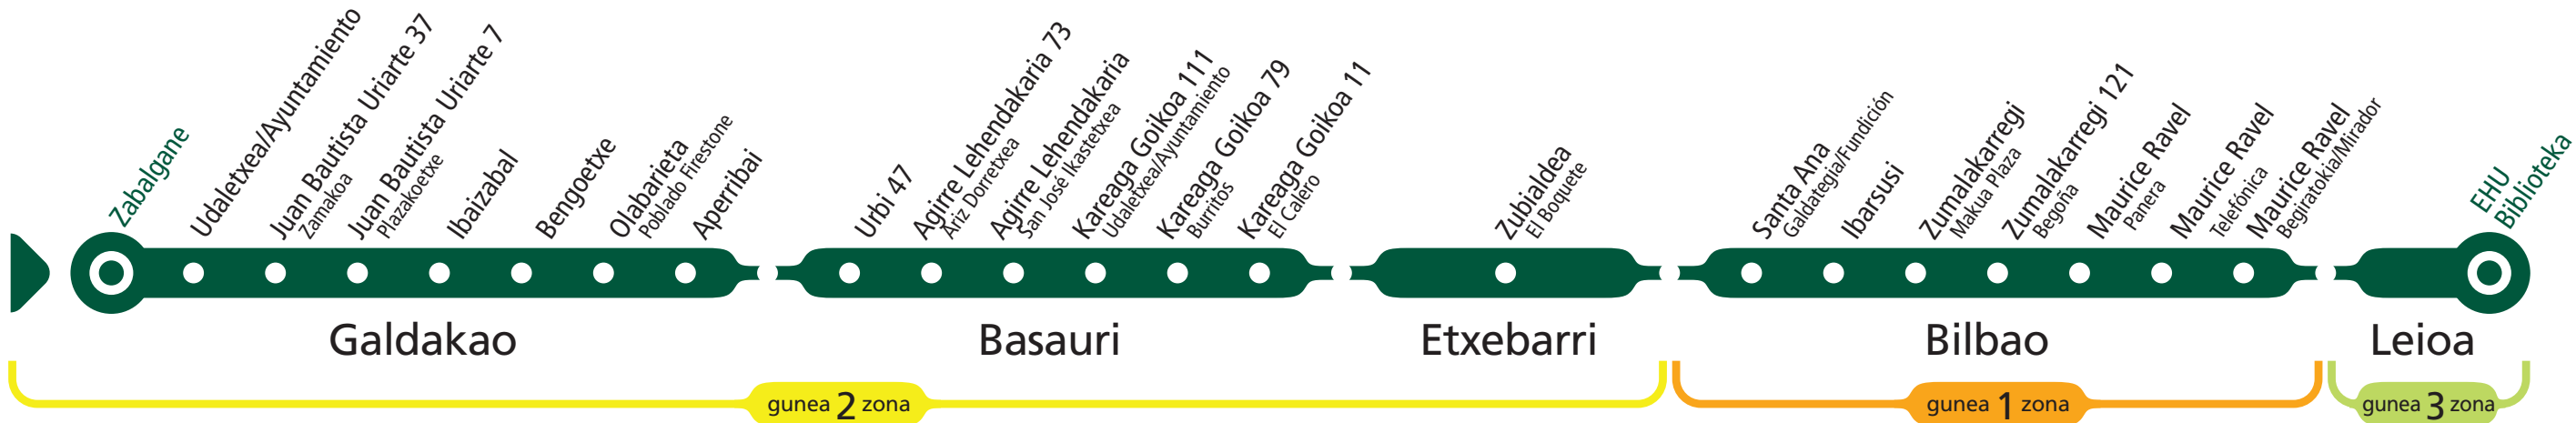 Zabalgane
Udaletxea/Ayuntamiento
Juan Bautista Uriarte 37
Zamakoa
Juan Bautista Uriarte 7
Plazakoetxe
Ibaizabal
Bengoetxe
Olabarieta
Poblado Firestone
Aperribai
Urbi 47
Agirre Lehendakaria 73
Ariz Dorretxea
Agirre Lehendakaria
San José Ikastetxea
Kareaga Goikoa 111
Udaletxea/Ayuntamiento
Kareaga Goikoa 79
Burritos
Kareaga Goikoa 11
El Calero
Zubialdea
El Boquete
Santa Ana
Galdategia/Fundición
Ibarsusi
Zumalakarregi
Makua Plaza
Zumalakarregi 121
Begoña
Maurice Ravel
Panera
Maurice Ravel
Telefónica
Maurice Ravel
Begiratokia/Mirador
EHU
Biblioteka
Galdakao
Basauri
Etxebarri
Bilbao
Leioa
gunea 2 zona
gunea 1 zona
gunea 3 zona